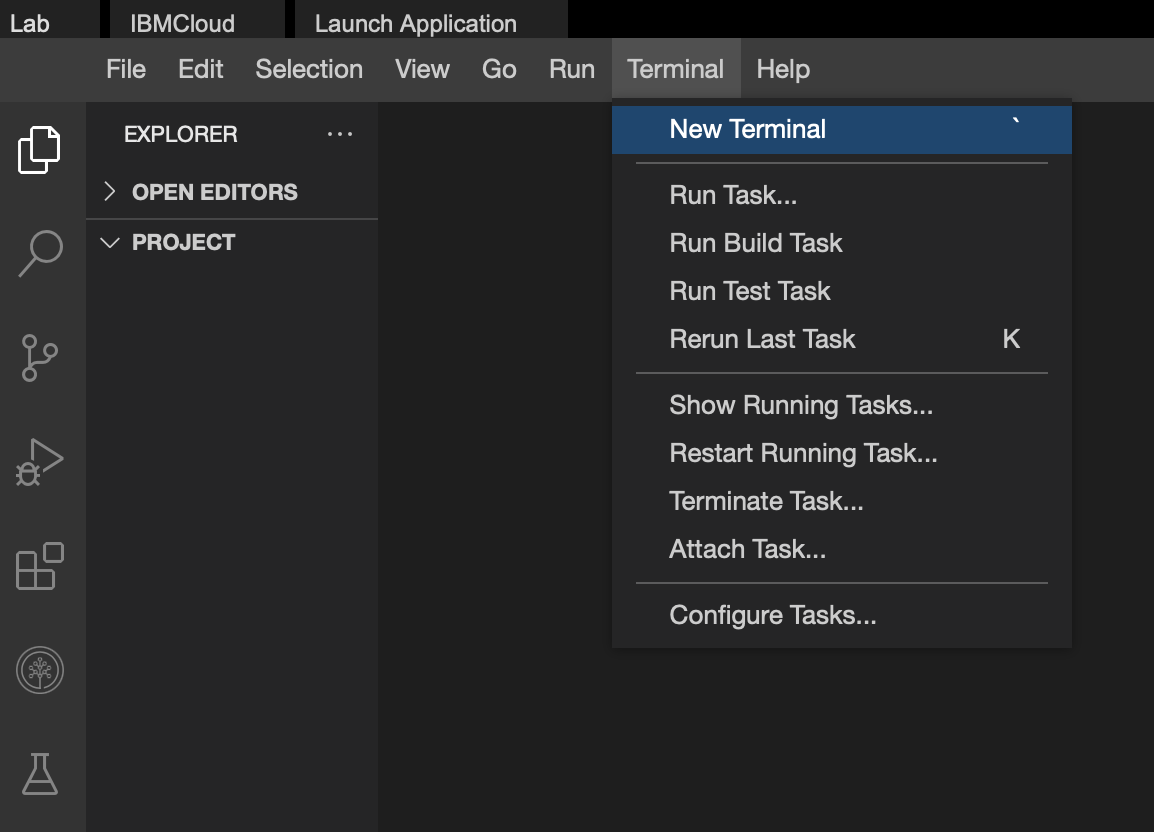 Lab IBMCloud Launch Application
File Edit Selection View Go Run Terminal Help
EXPLORER ...
OPEN EDITORS
PROJECT
New Terminal `
Run Task...
Run Build Task
Run Test Task
Rerun Last Task K
Show Running Tasks...
Restart Running Task...
Terminate Task...
Attach Task...
Configure Tasks...